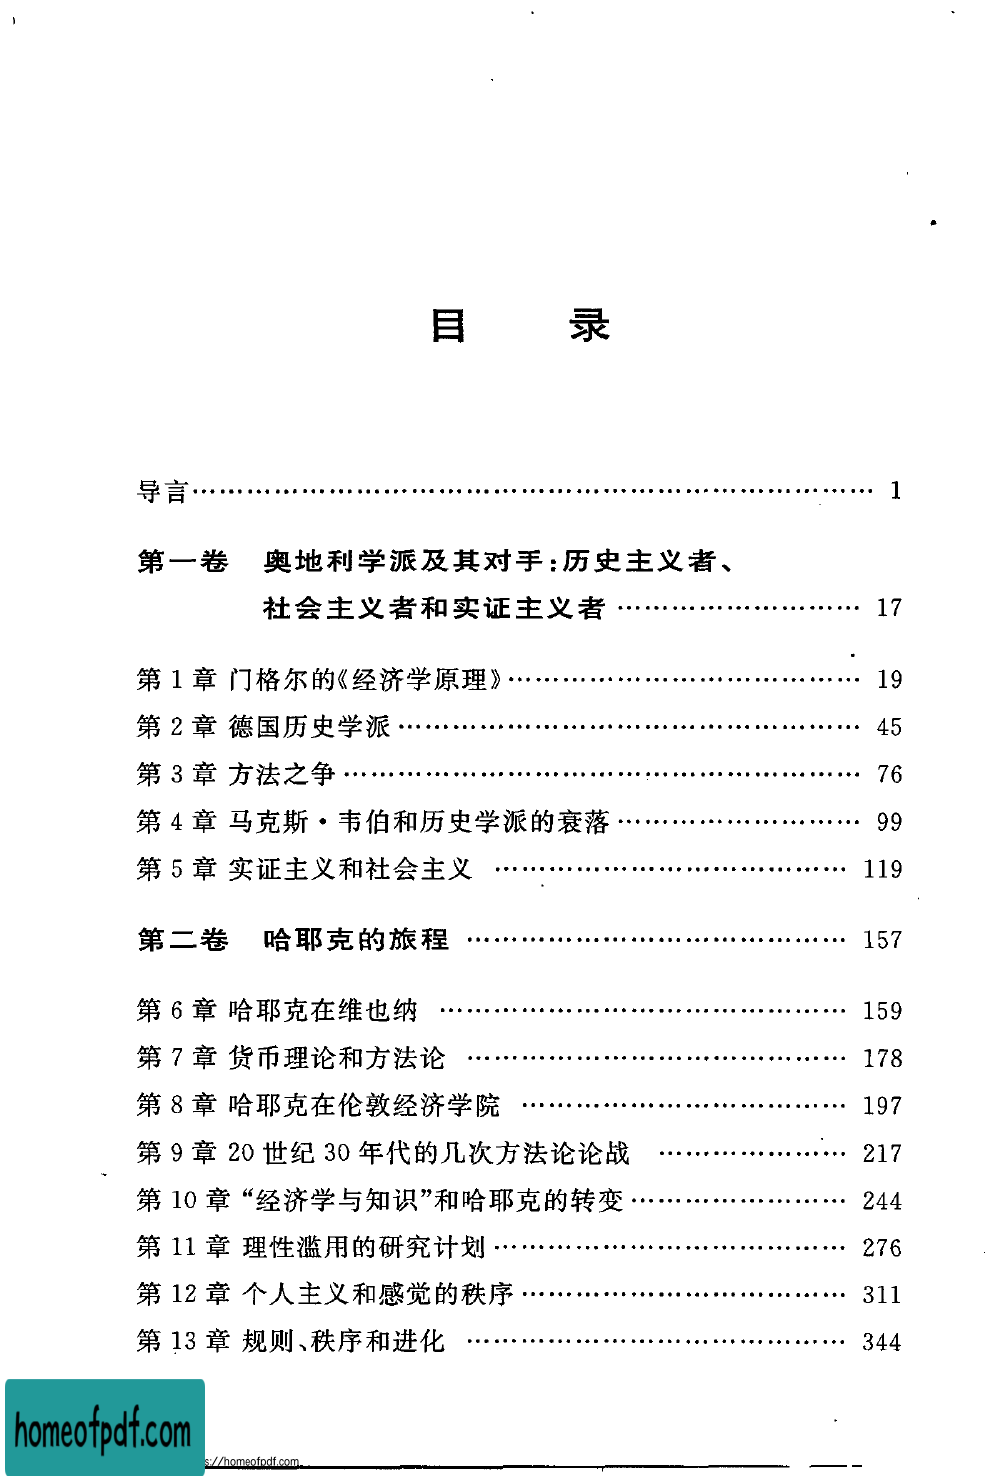 目 录
导言…………………………………………………………………… 1
第一卷 奥地利学派及其对手:历史主义者、
社会主义者和实证主义者 ……………………… 17
第 1 章 门格尔的《经济学原理》………………………………… 19
第 2 章 德国历史学派…………………………………………… 45
第 3 章 方法之争………………………………………………… 76
第 4 章 马克斯·韦伯和历史学派的衰落……………………… 99
第 5 章 实证主义和社会主义 ………………………………… 119
第二卷 哈耶克的旅程 …………………………………… 157
第 6 章 哈耶克在维也纳 ……………………………………… 159
第 7 章 货币理论和方法论 …………………………………… 178
第 8 章 哈耶克在伦敦经济学院 ……………………………… 197
第 9 章 20 世纪 30 年代的几次方法论论战 ………………… 217
第 10 章 “经济学与知识”和哈耶克的转变…………………… 244
第 11 章 理性滥用的研究计划………………………………… 276
第 12 章 个人主义和感觉的秩序……………………………… 311
第 13 章 规则、秩序和进化 …………………………………… 344
homeofpdf.com
s://homeofpdf.com